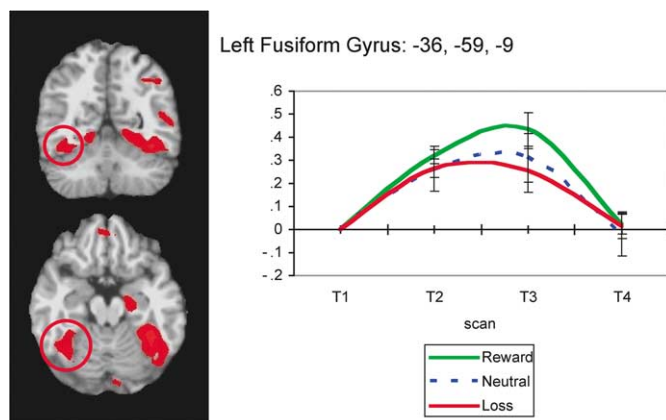 Left Fusiform Gyrus: -36, -59, -9
.6
.5
.4
.3
.2
.1
0
-.1
-.2
T1 T2 T3 T4
scan
Reward
Neutral
Loss